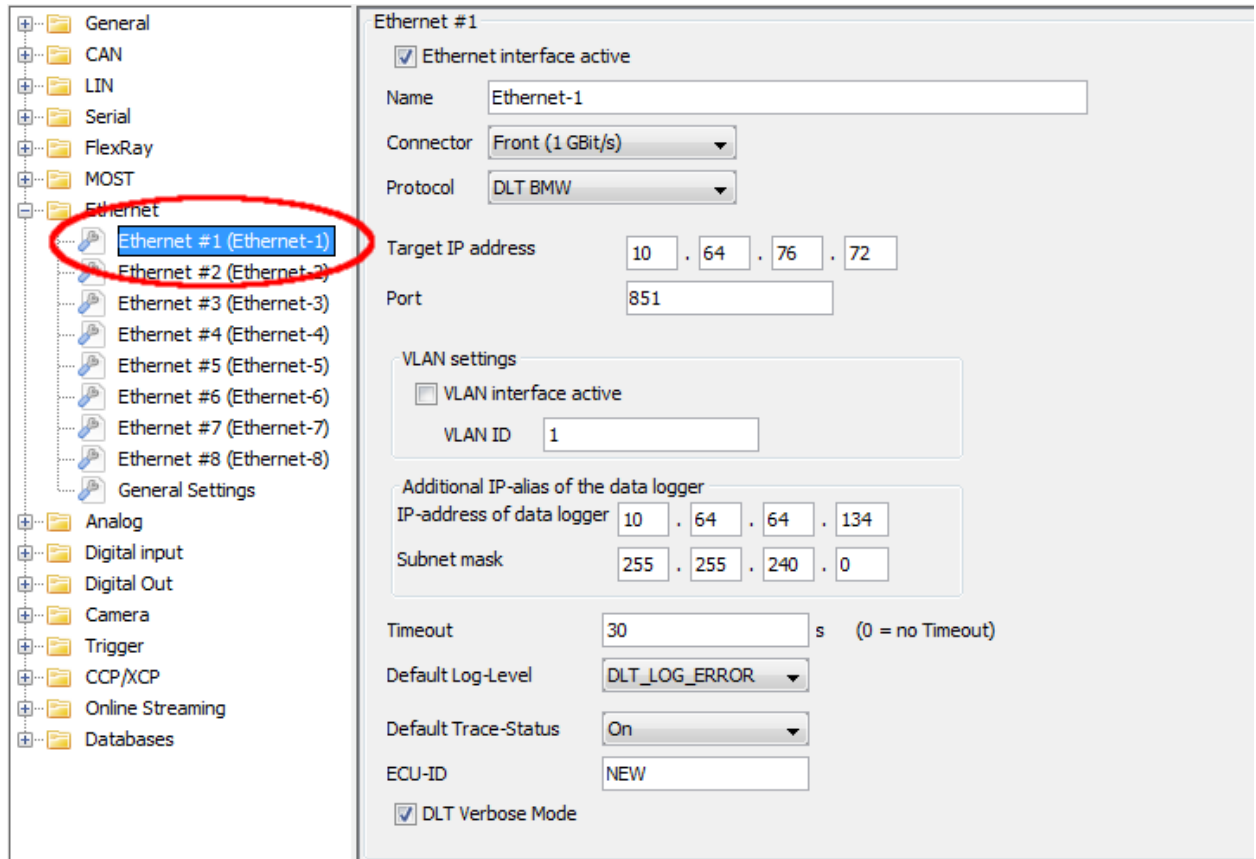 General
CAN
LIN
Serial
FlexRay
MOST
Ethernet
Ethernet #1 (Ethernet-1)
Ethernet #2 (Ethernet-2)
Ethernet #3 (Ethernet-3)
Ethernet #4 (Ethernet-4)
Ethernet #5 (Ethernet-5)
Ethernet #6 (Ethernet-6)
Ethernet #7 (Ethernet-7)
Ethernet #8 (Ethernet-8)
General Settings
Analog
Digital input
Digital Out
Camera
Trigger
CCP/XCP
Online Streaming
Databases
Ethernet #1
Ethernet interface active
Name Ethernet-1
Connector Front (1 GBit/s)
Protocol DLT BMW
Target IP address 10 . 64 . 76 . 72
Port 851
VLAN settings
VLAN interface active
VLAN ID 1
Additional IP-alias of the data logger
IP-address of data logger 10 . 64 . 64 . 134
Subnet mask 255 . 255 . 240 . 0
Timeout 30 s (0 = no Timeout)
Default Log-Level DLT_LOG_ERROR
Default Trace-Status On
ECU-ID NEW
DLT Verbose Mode